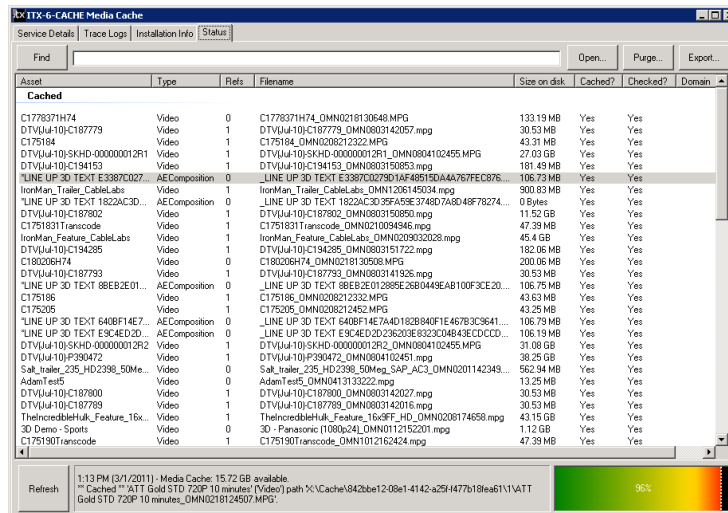 ITX-6-CACHE Media Cache
Service Details Trace Logs Installation Info Status
Find Open... Purge... Export...
Asset Type Refs Filename Size on disk Cached? Checked? Domain
Cached
C1778371H74 Video 0 C1778371H74_OMN0218130648.MPG 133.19 MB Yes Yes
DTV(Jul-10)-C187779 Video 1 DTV(Jul-10)-C187779_OMN0803142057.mpg 30.53 MB Yes Yes
C175184 Video 0 C175184_OMN0208212322.MPG 43.31 MB Yes Yes
DTV(Jul-10)-SKHD-000000012R1 Video 1 DTV(Jul-10)-SKHD-000000012R1_OMN0804102455.MPG 27.03 GB Yes Yes
DTV(Jul-10)-C194153 Video 1 DTV(Jul-10)-C194153_OMN0803150853.mpg 181.49 MB Yes Yes
"LINE UP 3D TEXT E3387C027... AEComposition 0 _LINE UP 3D TEXT E3387C0279D1AF48515DA4A767FEC876.... 106.73 MB Yes Yes
IronMan_Trailer_CableLabs Video 1 IronMan_Trailer_CableLabs_OMN1206145034.mpg 900.83 MB Yes Yes
"LINE UP 3D TEXT 1822AC3D... AEComposition 0 _LINE UP 3D TEXT 1822AC3D35FA59E3748D7A8D48F78274.... 0 Bytes Yes Yes
DTV(Jul-10)-C187802 Video 1 DTV(Jul-10)-C187802_OMN0803150850.mpg 11.52 GB Yes Yes
C1751831Transcode Video 1 C1751831Transcode_OMN0210094946.mpg 47.39 MB Yes Yes
IronMan_Feature_CableLabs Video 1 IronMan_Feature_CableLabs_OMN0209032028.mpg 45.4 GB Yes Yes
DTV(Jul-10)-C194285 Video 1 DTV(Jul-10)-C194285_OMN0803151722.mpg 182.06 MB Yes Yes
C180206H74 Video 0 C180206H74_OMN0218130508.MPG 200.06 MB Yes Yes
DTV(Jul-10)-C187793 Video 1 DTV(Jul-10)-C187793_OMN0803141926.mpg 30.53 MB Yes Yes
"LINE UP 3D TEXT 8BEB2E01... AEComposition 0 _LINE UP 3D TEXT 8BEB2E012885E26B0449EAB100F3CE20.... 106.75 MB Yes Yes
C175186 Video 1 C175186_OMN0208212332.MPG 43.63 MB Yes Yes
C175205 Video 1 C175205_OMN0208212452.MPG 43.25 MB Yes Yes
"LINE UP 3D TEXT 640BF14E7... AEComposition 0 _LINE UP 3D TEXT 640BF14E7A4D182B840F1E467B3C9641.... 106.79 MB Yes Yes
"LINE UP 3D TEXT E9C4ED2D... AEComposition 0 _LINE UP 3D TEXT E9C4ED2D236203E8323C04B43ECDCCD... 106.19 MB Yes Yes
DTV(Jul-10)-SKHD-000000012R2 Video 1 DTV(Jul-10)-SKHD-000000012R2_OMN0804102455.MPG 31.08 GB Yes Yes
DTV(Jul-10)-P390472 Video 1 DTV(Jul-10)-P390472_OMN0804102451.mpg 38.25 GB Yes Yes
Salt_trailer_235_HD2398_50Me... Video 0 Salt_trailer_235_HD2398_50Meg_SAP_AC3_OMN0201142349.... 562.94 MB Yes Yes
AdamTest5 Video 0 AdamTest5_OMN0413133222.mpg 13.25 MB Yes Yes
DTV(Jul-10)-C187800 Video 1 DTV(Jul-10)-C187800_OMN0803142027.mpg 30.53 MB Yes Yes
DTV(Jul-10)-C187789 Video 1 DTV(Jul-10)-C187789_OMN0803142016.mpg 30.53 MB Yes Yes
TheIncredibleHulk_Feature_16x... Video 1 TheIncredibleHulk_Feature_16x9FF_HD_OMN0208174658.mpg 43.15 GB Yes Yes
3D Demo - Sports Video 0 3D - Panasonic (1080p24)_OMN0112152201.mpg 1.12 GB Yes Yes
C175190Transcode Video 1 C175190Transcode_OMN1012162424.mpg 47.39 MB Yes Yes
Refresh
1:13 PM (3/1/2011) - Media Cache: 15.72 GB available.
** Cached ** 'ATT Gold STD 720P 10 minutes' ('Video') path 'X:\Cache\842bbe12-08e1-4142-a25f-f477b18fea61\1\ATT
Gold STD 720P 10 minutes_OMN0218124507.MPG'.
96%